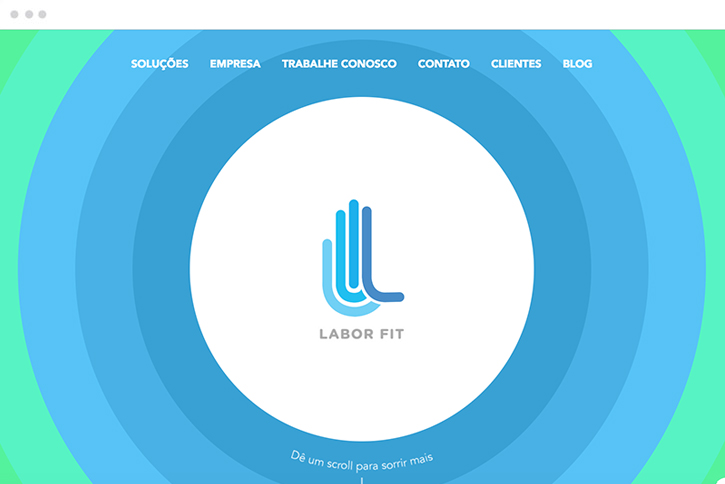 SOLUÇÕES EMPRESA TRABALHE CONOSCO CONTATO CLIENTES BLOG
LABOR FIT
Dê um scroll para sorrir mais